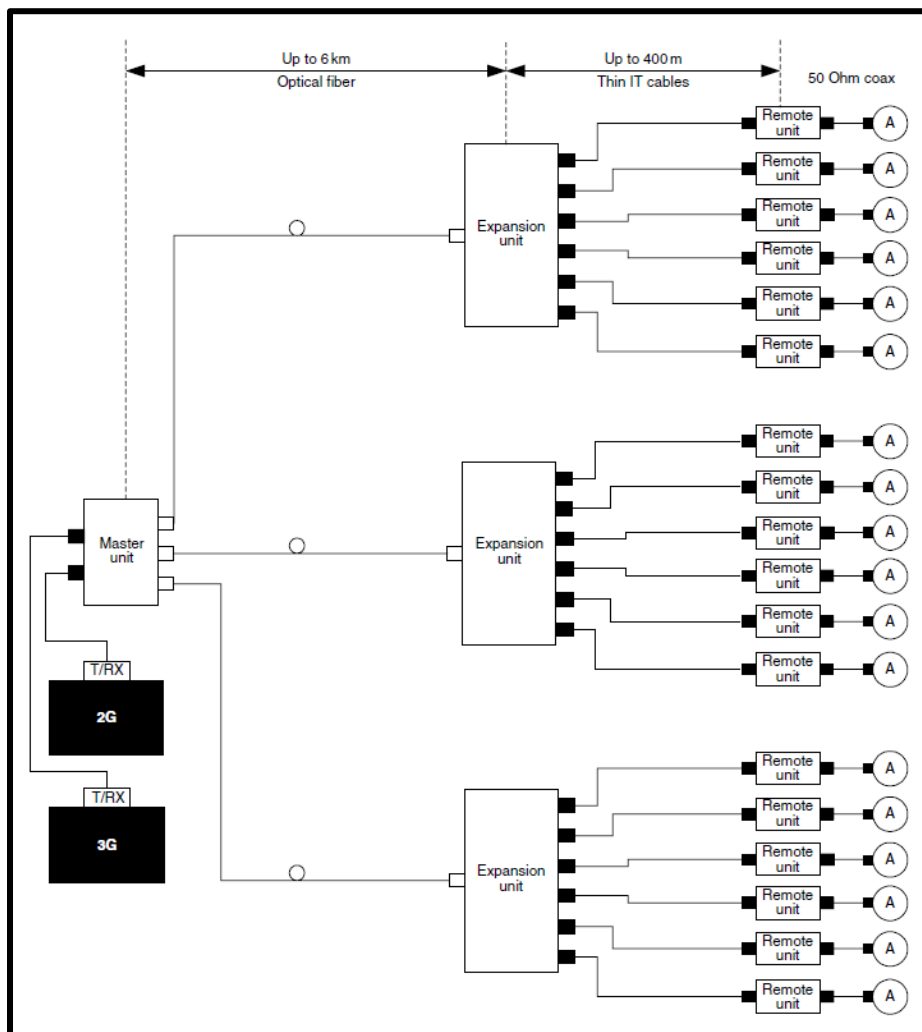 Up to 6 km
Optical fiber
Up to 400 m
Thin IT cables
50 Ohm coax
Remote
unit
A
Remote
unit
A
Remote
unit
A
Remote
unit
A
Remote
unit
A
Remote
unit
A
Expansion
unit
Master
unit
Remote
unit
A
Remote
unit
A
Remote
unit
A
Remote
unit
A
Remote
unit
A
Remote
unit
A
Expansion
unit
T/RX
2G
T/RX
3G
Remote
unit
A
Remote
unit
A
Remote
unit
A
Remote
unit
A
Remote
unit
A
Remote
unit
A
Expansion
unit